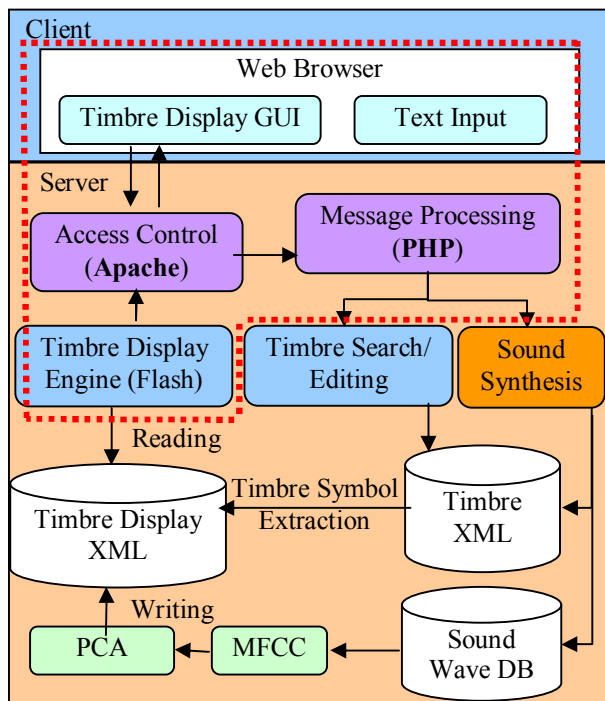 Client
Web Browser
Timbre Display GUI
Text Input
Server
Access Control
(Apache)
Message Processing
(PHP)
Timbre Display
Engine (Flash)
Timbre Search/
Editing
Sound
Synthesis
Reading
Timbre Display
XML
Timbre Symbol
Extraction
Timbre
XML
Writing
PCA
MFCC
Sound
Wave DB